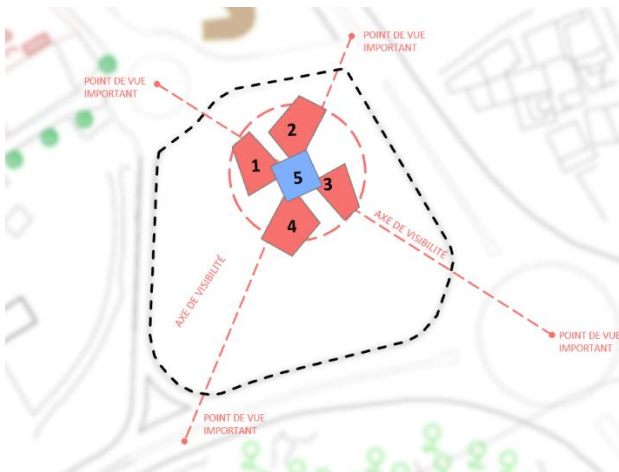 POINT DE VUE
IMPORTANT
POINT DE VUE
IMPORTANT
2
1
5
3
4
AXE DE VISIBILITÉ
AXE DE VISIBILITÉ
POINT DE VUE
IMPORTANT
POINT DE VUE
IMPORTANT